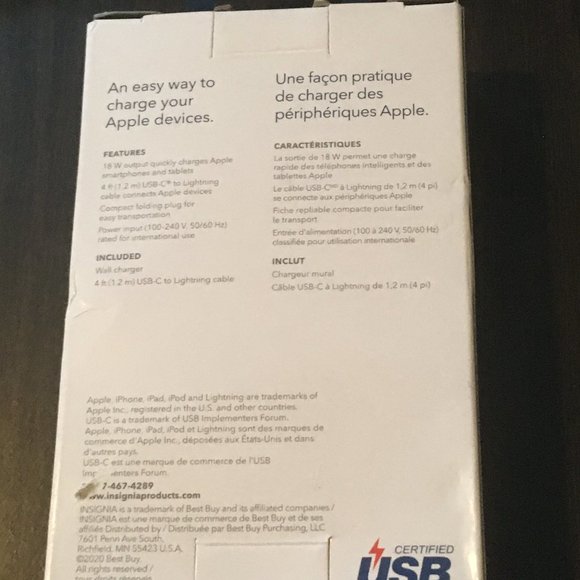 An easy way to
charge your
Apple devices.
FEATURES
18 W output quickly charges Apple
smartphones and tablets
4 ft (1.2 m) USB-C® to Lightning
cable connects Apple devices
Compact folding plug for
easy transportation
Power input (100-240 V, 50/60 Hz)
rated for international use
INCLUDED
Wall charger
4 ft (1.2 m) USB-C to Lightning cable
Une façon pratique
de charger des
périphériques Apple.
CARACTÉRISTIQUES
La sortie de 18 W permet une charge
rapide des téléphones intelligents et des
tablettes Apple
Le câble USB-Cᴹᴰ à Lightning de 1,2 m (4 pi)
se connecte aux périphériques Apple
Fiche repliable compacte pour faciliter
le transport
Entrée d'alimentation (100 à 240 V, 50/60 Hz)
classifiée pour utilisation internationale
INCLUT
Chargeur mural
Câble USB-C à Lightning de 1,2 m (4 pi)
Apple, iPhone, iPad, iPod and Lightning are trademarks of
Apple Inc., registered in the U.S. and other countries.
USB-C is a trademark of USB Implementers Forum.
Apple, iPhone, iPad, iPod et Lightning sont des marques de
commerce d'Apple Inc., déposées aux États-Unis et dans
d'autres pays.
USB-C est une marque de commerce de l'USB
Forum.
7-467-4289
www.insigniaproducts.com
INSIGNIA is a trademark of Best Buy and its affiliated companies /
INSIGNIA est une marque de commerce de Best Buy et de ses
affiliés Distributed by / Distribuée par Best Buy Purchasing, LLC
7601 Penn Ave South,
Richfield, MN 55423 U.S.A.
©2020 Best Buy.
All rights reserved /
tous droits réservés
CERTIFIED
USB